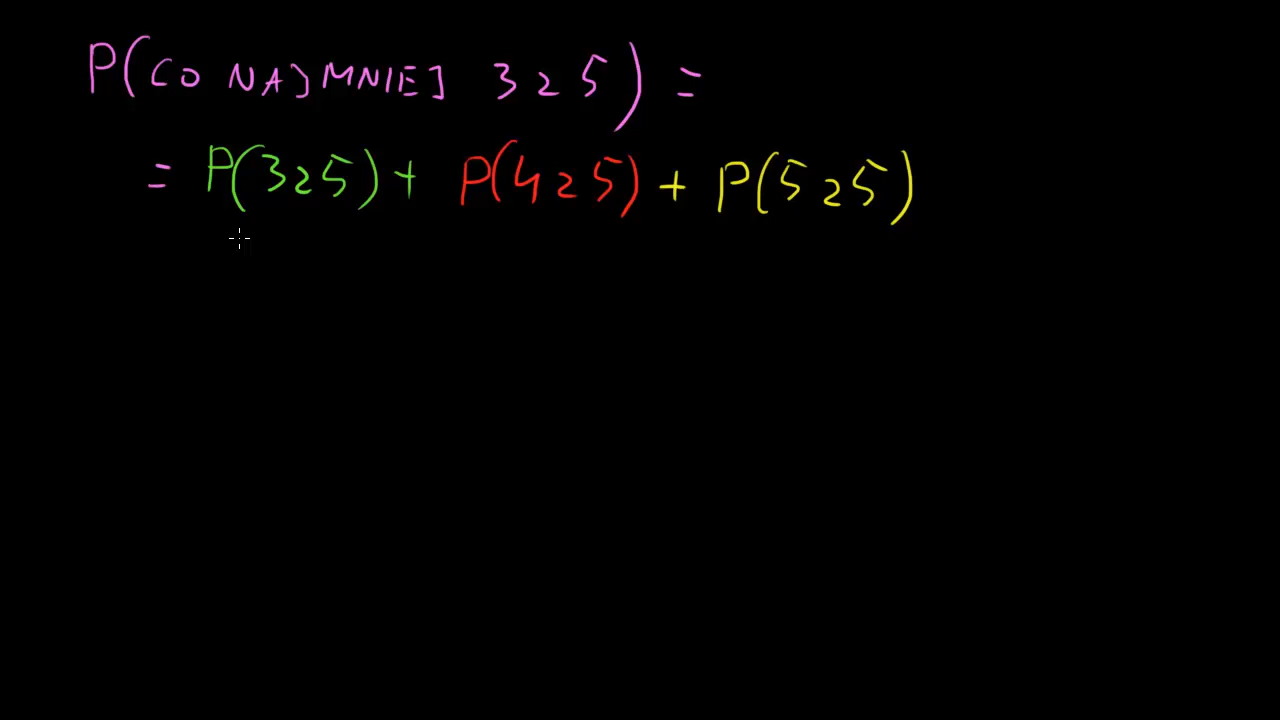 P(CO NAJMNIEJ 3 z 5) =
= P(3 z 5) + P(4 z 5) + P(5 z 5)